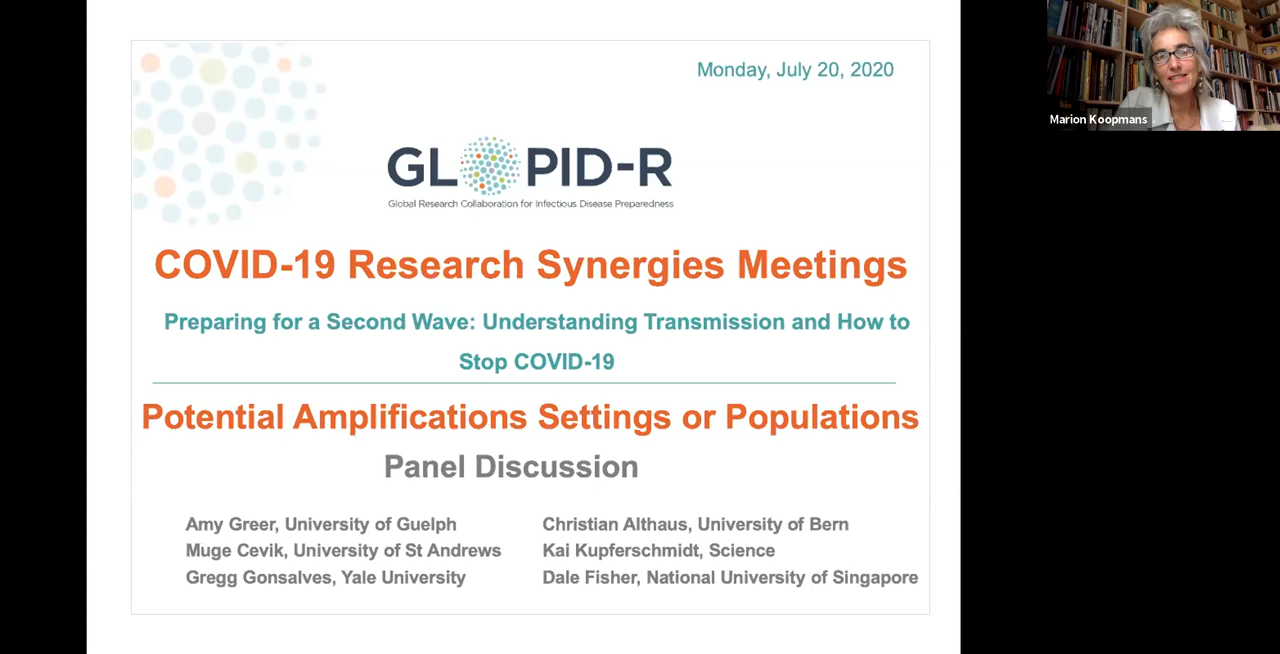 Monday, July 20, 2020
GLOPID-R
Global Research Collaboration for Infectious Disease Preparedness
COVID-19 Research Synergies Meetings
Preparing for a Second Wave: Understanding Transmission and How to
Stop COVID-19
Potential Amplifications Settings or Populations
Panel Discussion
Amy Greer, University of Guelph
Muge Cevik, University of St Andrews
Gregg Gonsalves, Yale University
Christian Althaus, University of Bern
Kai Kupferschmidt, Science
Dale Fisher, National University of Singapore
Marion Koopmans